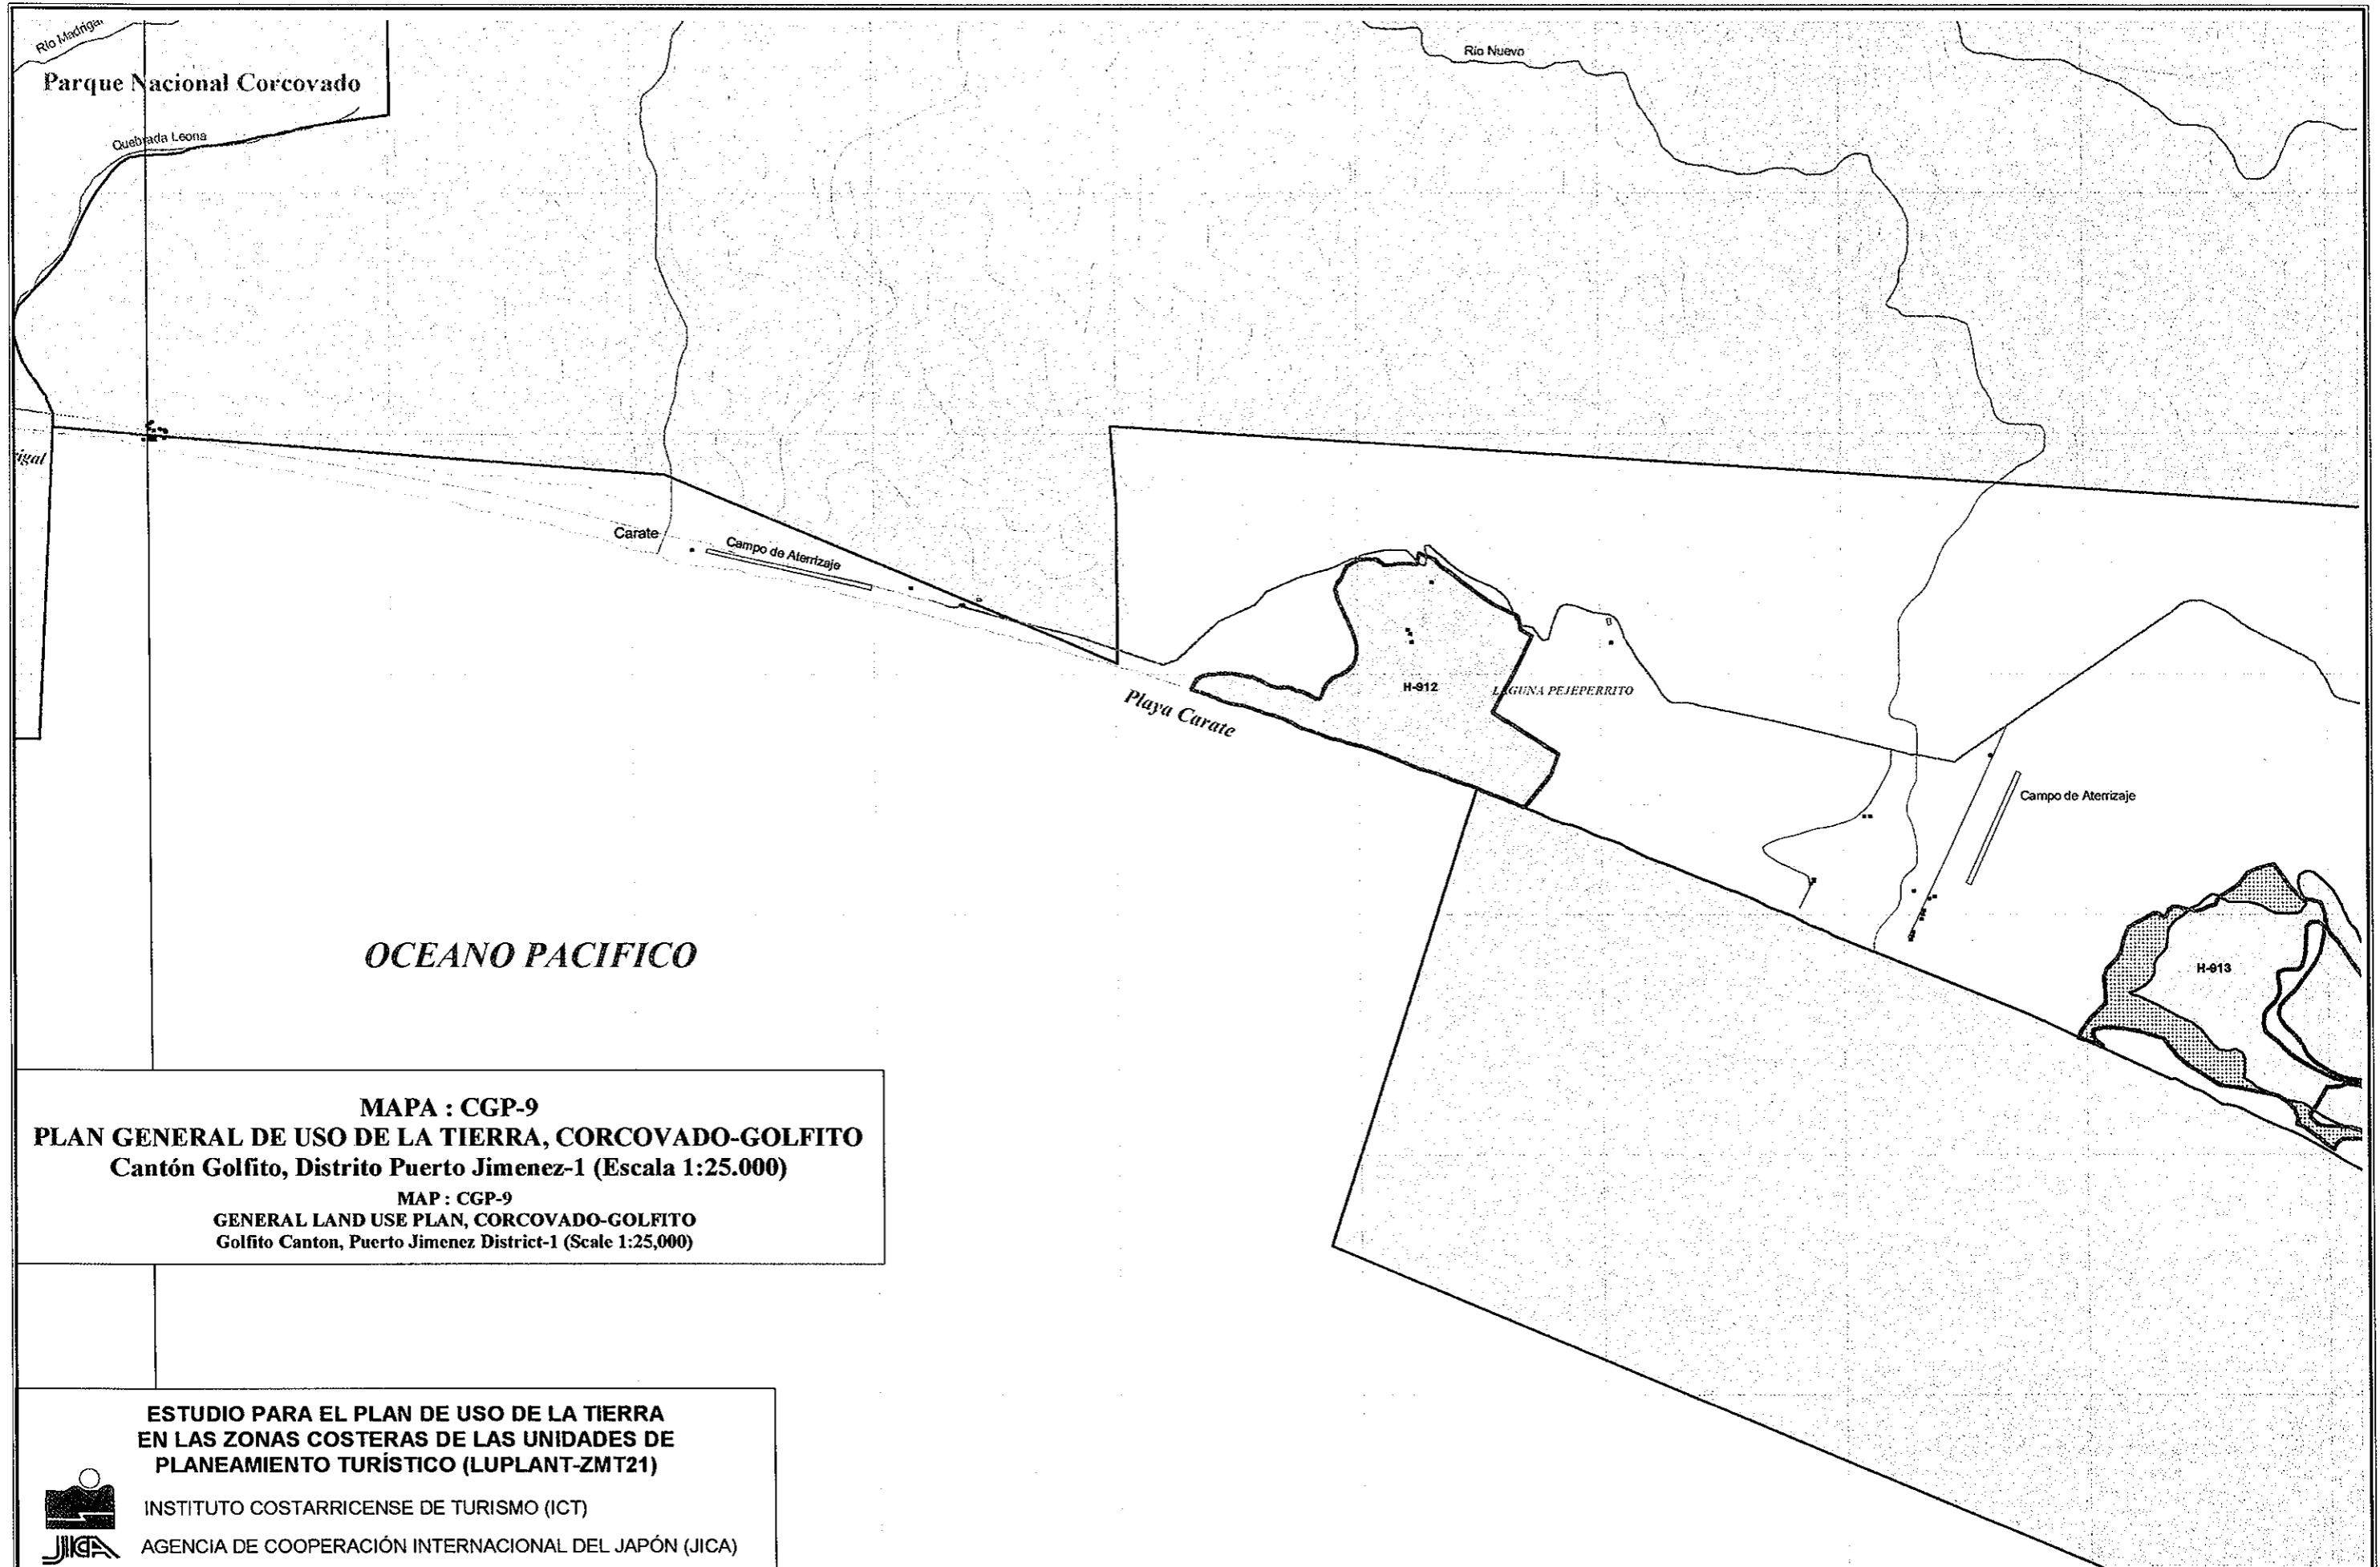 Río Madrigal
Río Nuevo
Parque Nacional Corcovado
Quebrada Leona
rigal
Carate
Campo de Aterrizaje
H-912
LAGUNA PEJEPERRITO
Playa Carate
Campo de Aterrizaje
H-913
OCEANO PACIFICO
MAPA : CGP-9
PLAN GENERAL DE USO DE LA TIERRA, CORCOVADO-GOLFITO
Cantón Golfito, Distrito Puerto Jimenez-1 (Escala 1:25.000)
MAP : CGP-9
GENERAL LAND USE PLAN, CORCOVADO-GOLFITO
Golfito Canton, Puerto Jimenez District-1 (Scale 1:25,000)
ESTUDIO PARA EL PLAN DE USO DE LA TIERRA
EN LAS ZONAS COSTERAS DE LAS UNIDADES DE
PLANEAMIENTO TURÍSTICO (LUPLANT-ZMT21)
INSTITUTO COSTARRICENSE DE TURISMO (ICT)
JICA AGENCIA DE COOPERACIÓN INTERNACIONAL DEL JAPÓN (JICA)